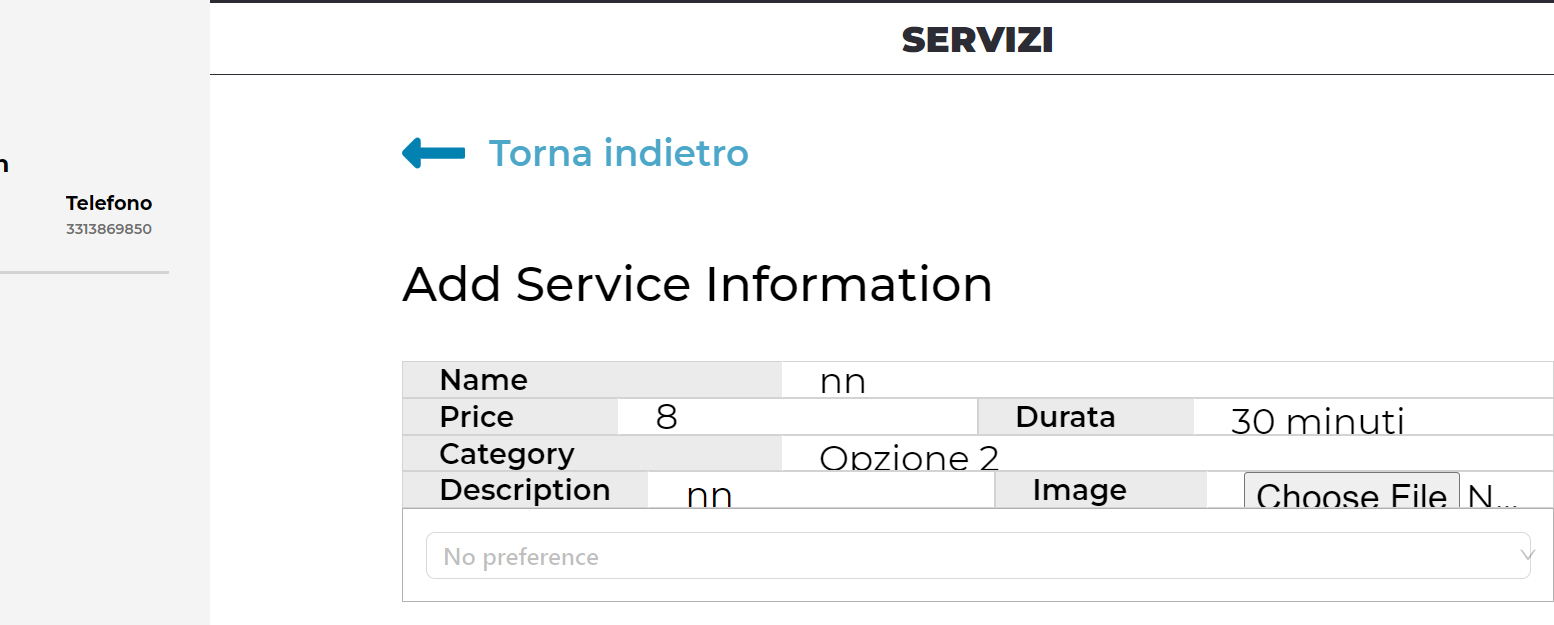 SERVIZI
Torna indietro
Telefono
3313869850
Add Service Information
Name nn
Price 8 Durata 30 minuti
Category Opzione 2
Description nn Image Choose File N...
No preference